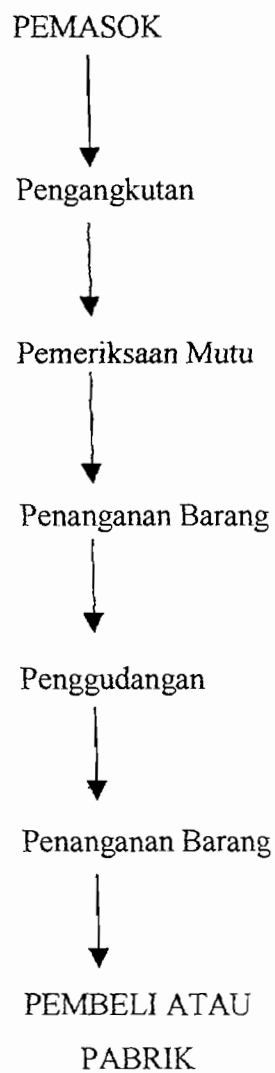 PEMASOK
Pengangkutan
Pemeriksaan Mutu
Penanganan Barang
Penggudangan
Penanganan Barang
PEMBELI ATAU
PABRIK